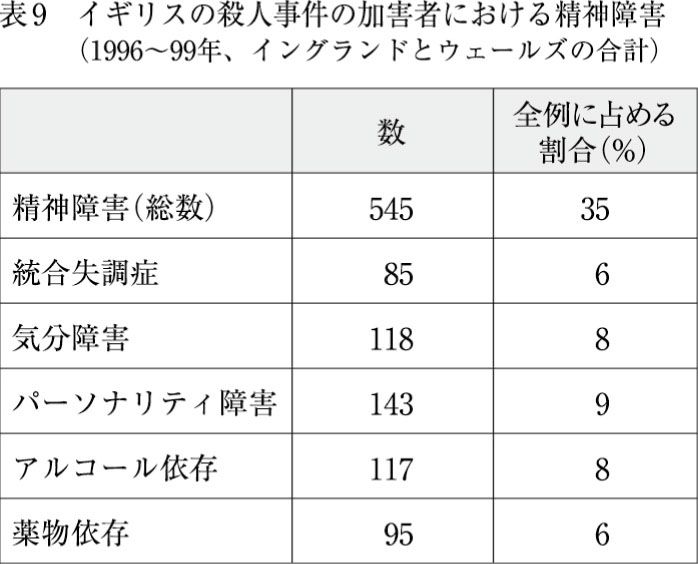 表9 イギリスの殺人事件の加害者における精神障害
(1996〜99年、イングランドとウェールズの合計)
数 全例に占める
割合(%)
精神障害(総数) 545 35
統合失調症 85 6
気分障害 118 8
パーソナリティ障害 143 9
アルコール依存 117 8
薬物依存 95 6